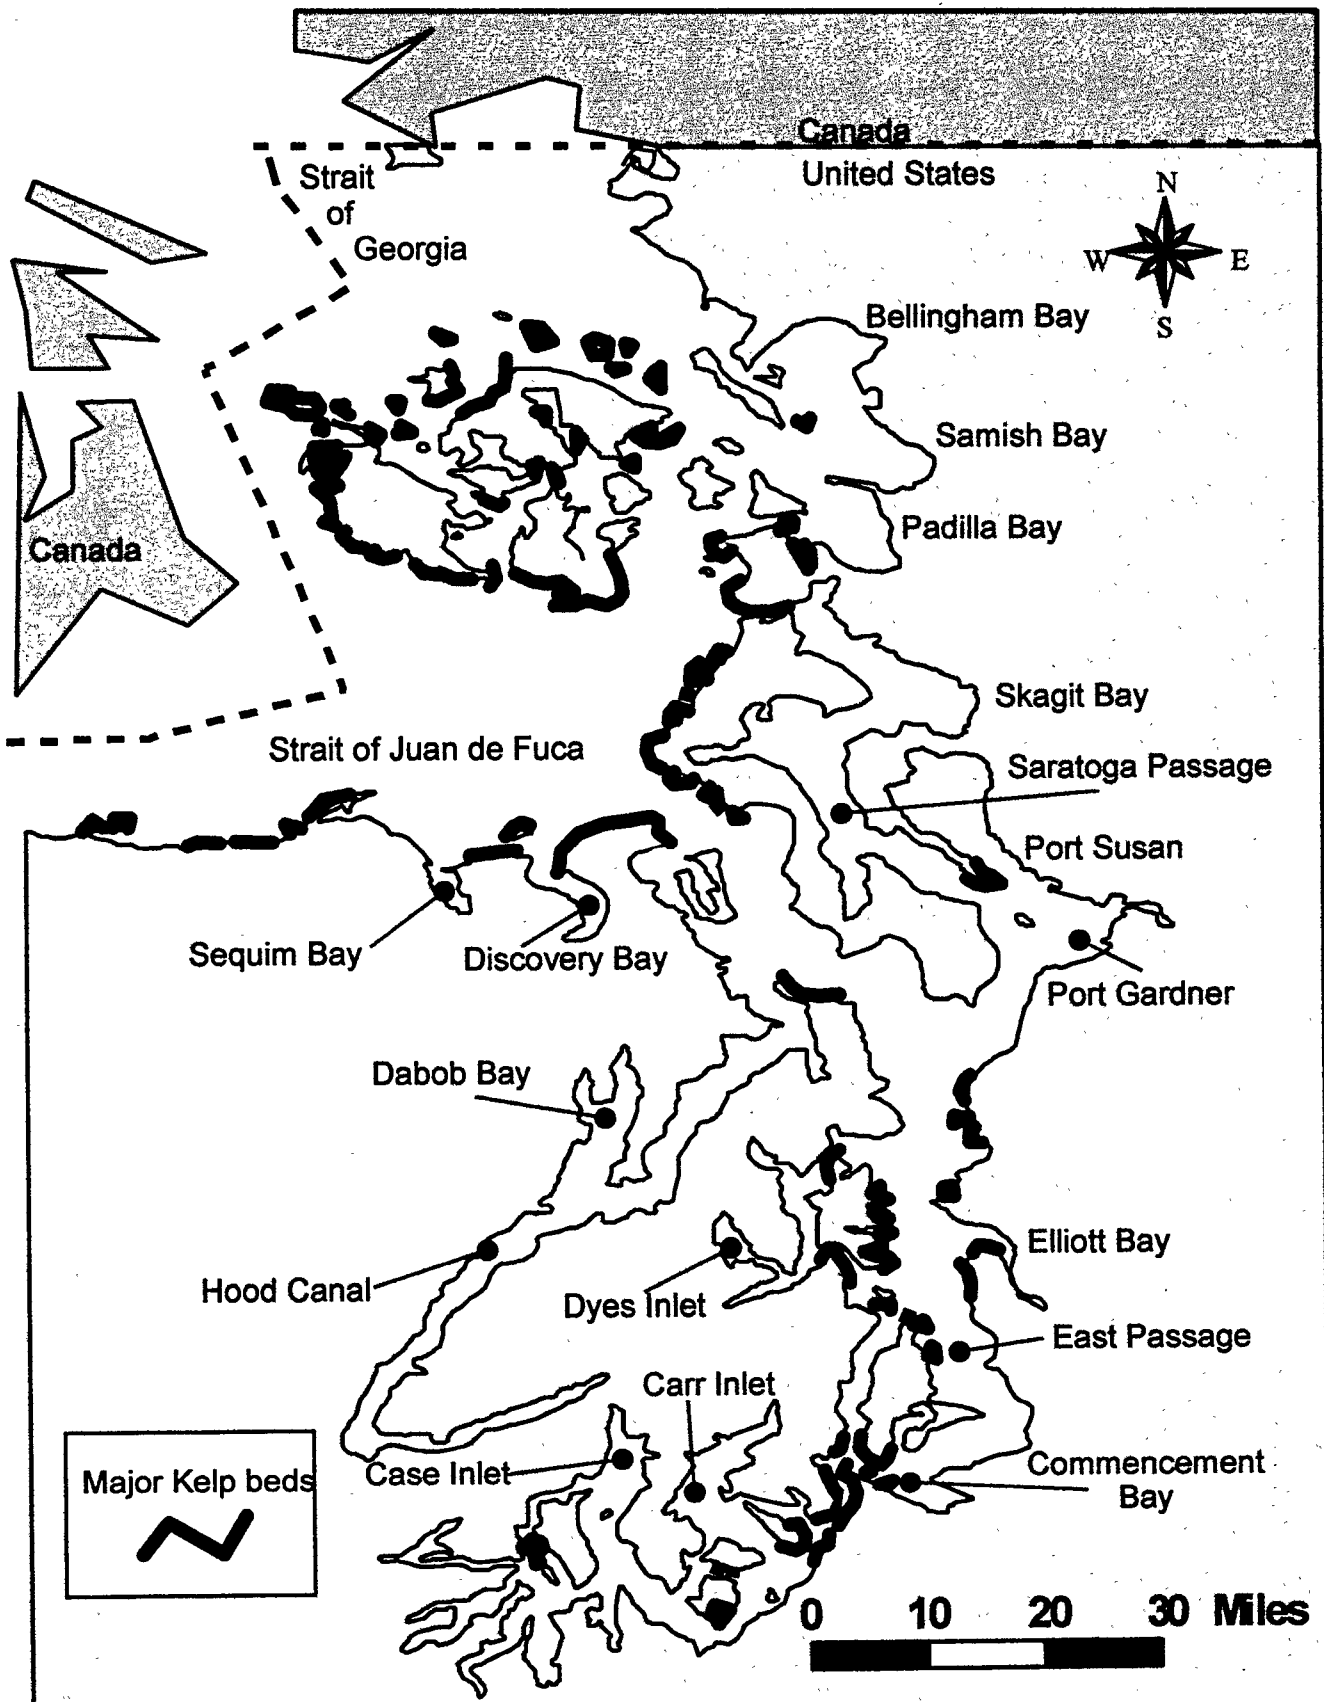 Canada
United States
Strait
of
Georgia
N
W
E
S
Bellingham Bay
Samish Bay
Padilla Bay
Canada
Skagit Bay
Strait of Juan de Fuca
Saratoga Passage
Port Susan
Sequim Bay
Discovery Bay
Port Gardner
Dabob Bay
Elliott Bay
Hood Canal
Dyes Inlet
East Passage
Carr Inlet
Case Inlet
Commencement
Bay
Major Kelp beds
0 10 20 30 Miles